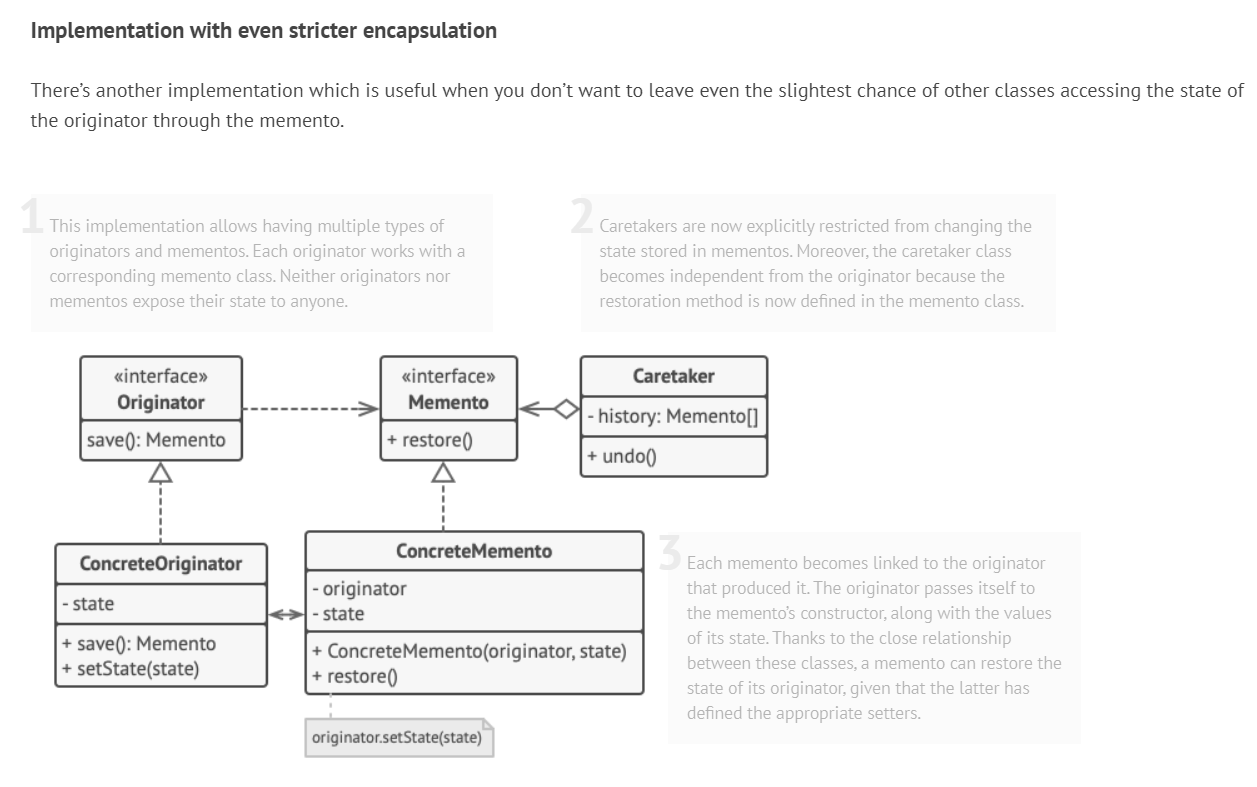 Implementation with even stricter encapsulation
There’s another implementation which is useful when you don’t want to leave even the slightest chance of other classes accessing the state of
the originator through the memento.
1
This implementation allows having multiple types of
originators and mementos. Each originator works with a
corresponding memento class. Neither originators nor
mementos expose their state to anyone.
2
Caretakers are now explicitly restricted from changing the
state stored in mementos. Moreover, the caretaker class
becomes independent from the originator because the
restoration method is now defined in the memento class.
«interface»
Originator
save(): Memento
«interface»
Memento
+ restore()
Caretaker
- history: Memento[]
+ undo()
ConcreteOriginator
- state
+ save(): Memento
+ setState(state)
ConcreteMemento
- originator
- state
+ ConcreteMemento(originator, state)
+ restore()
originator.setState(state)
3
Each memento becomes linked to the originator
that produced it. The originator passes itself to
the memento’s constructor, along with the values
of its state. Thanks to the close relationship
between these classes, a memento can restore the
state of its originator, given that the latter has
defined the appropriate setters.